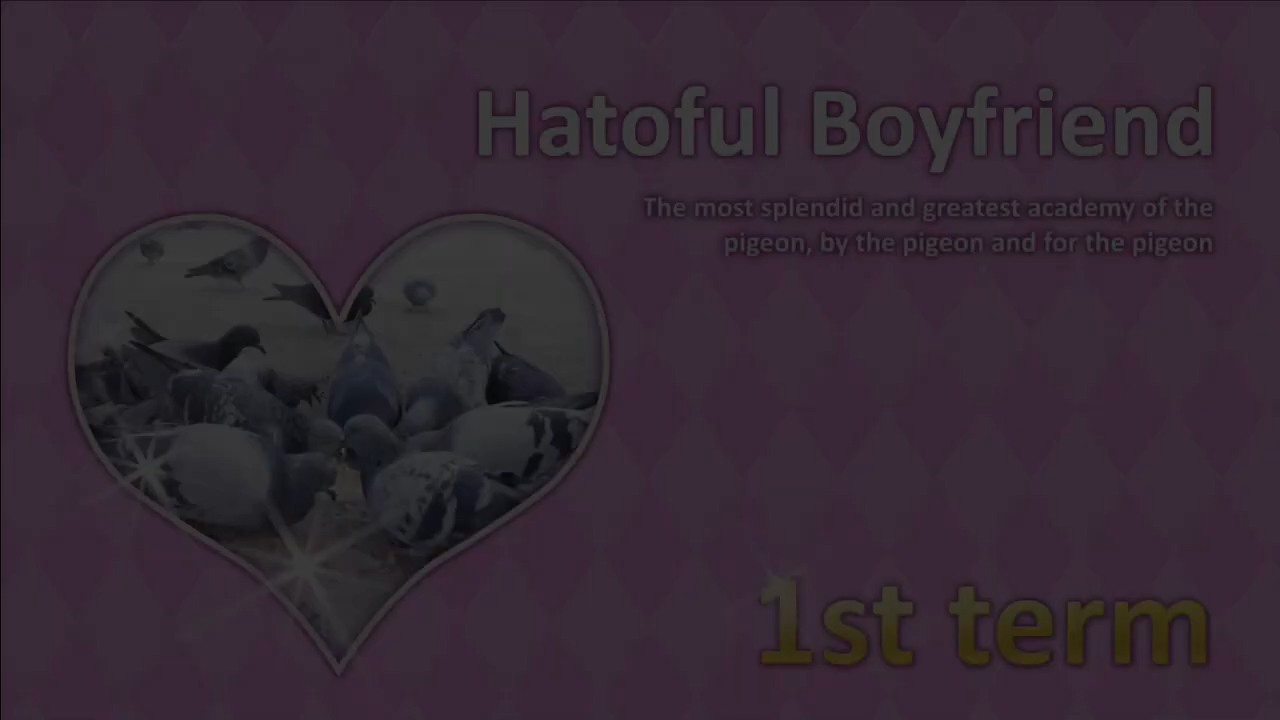 Hatoful Boyfriend
The most splendid and greatest academy of the
pigeon, by the pigeon and for the pigeon
1st term